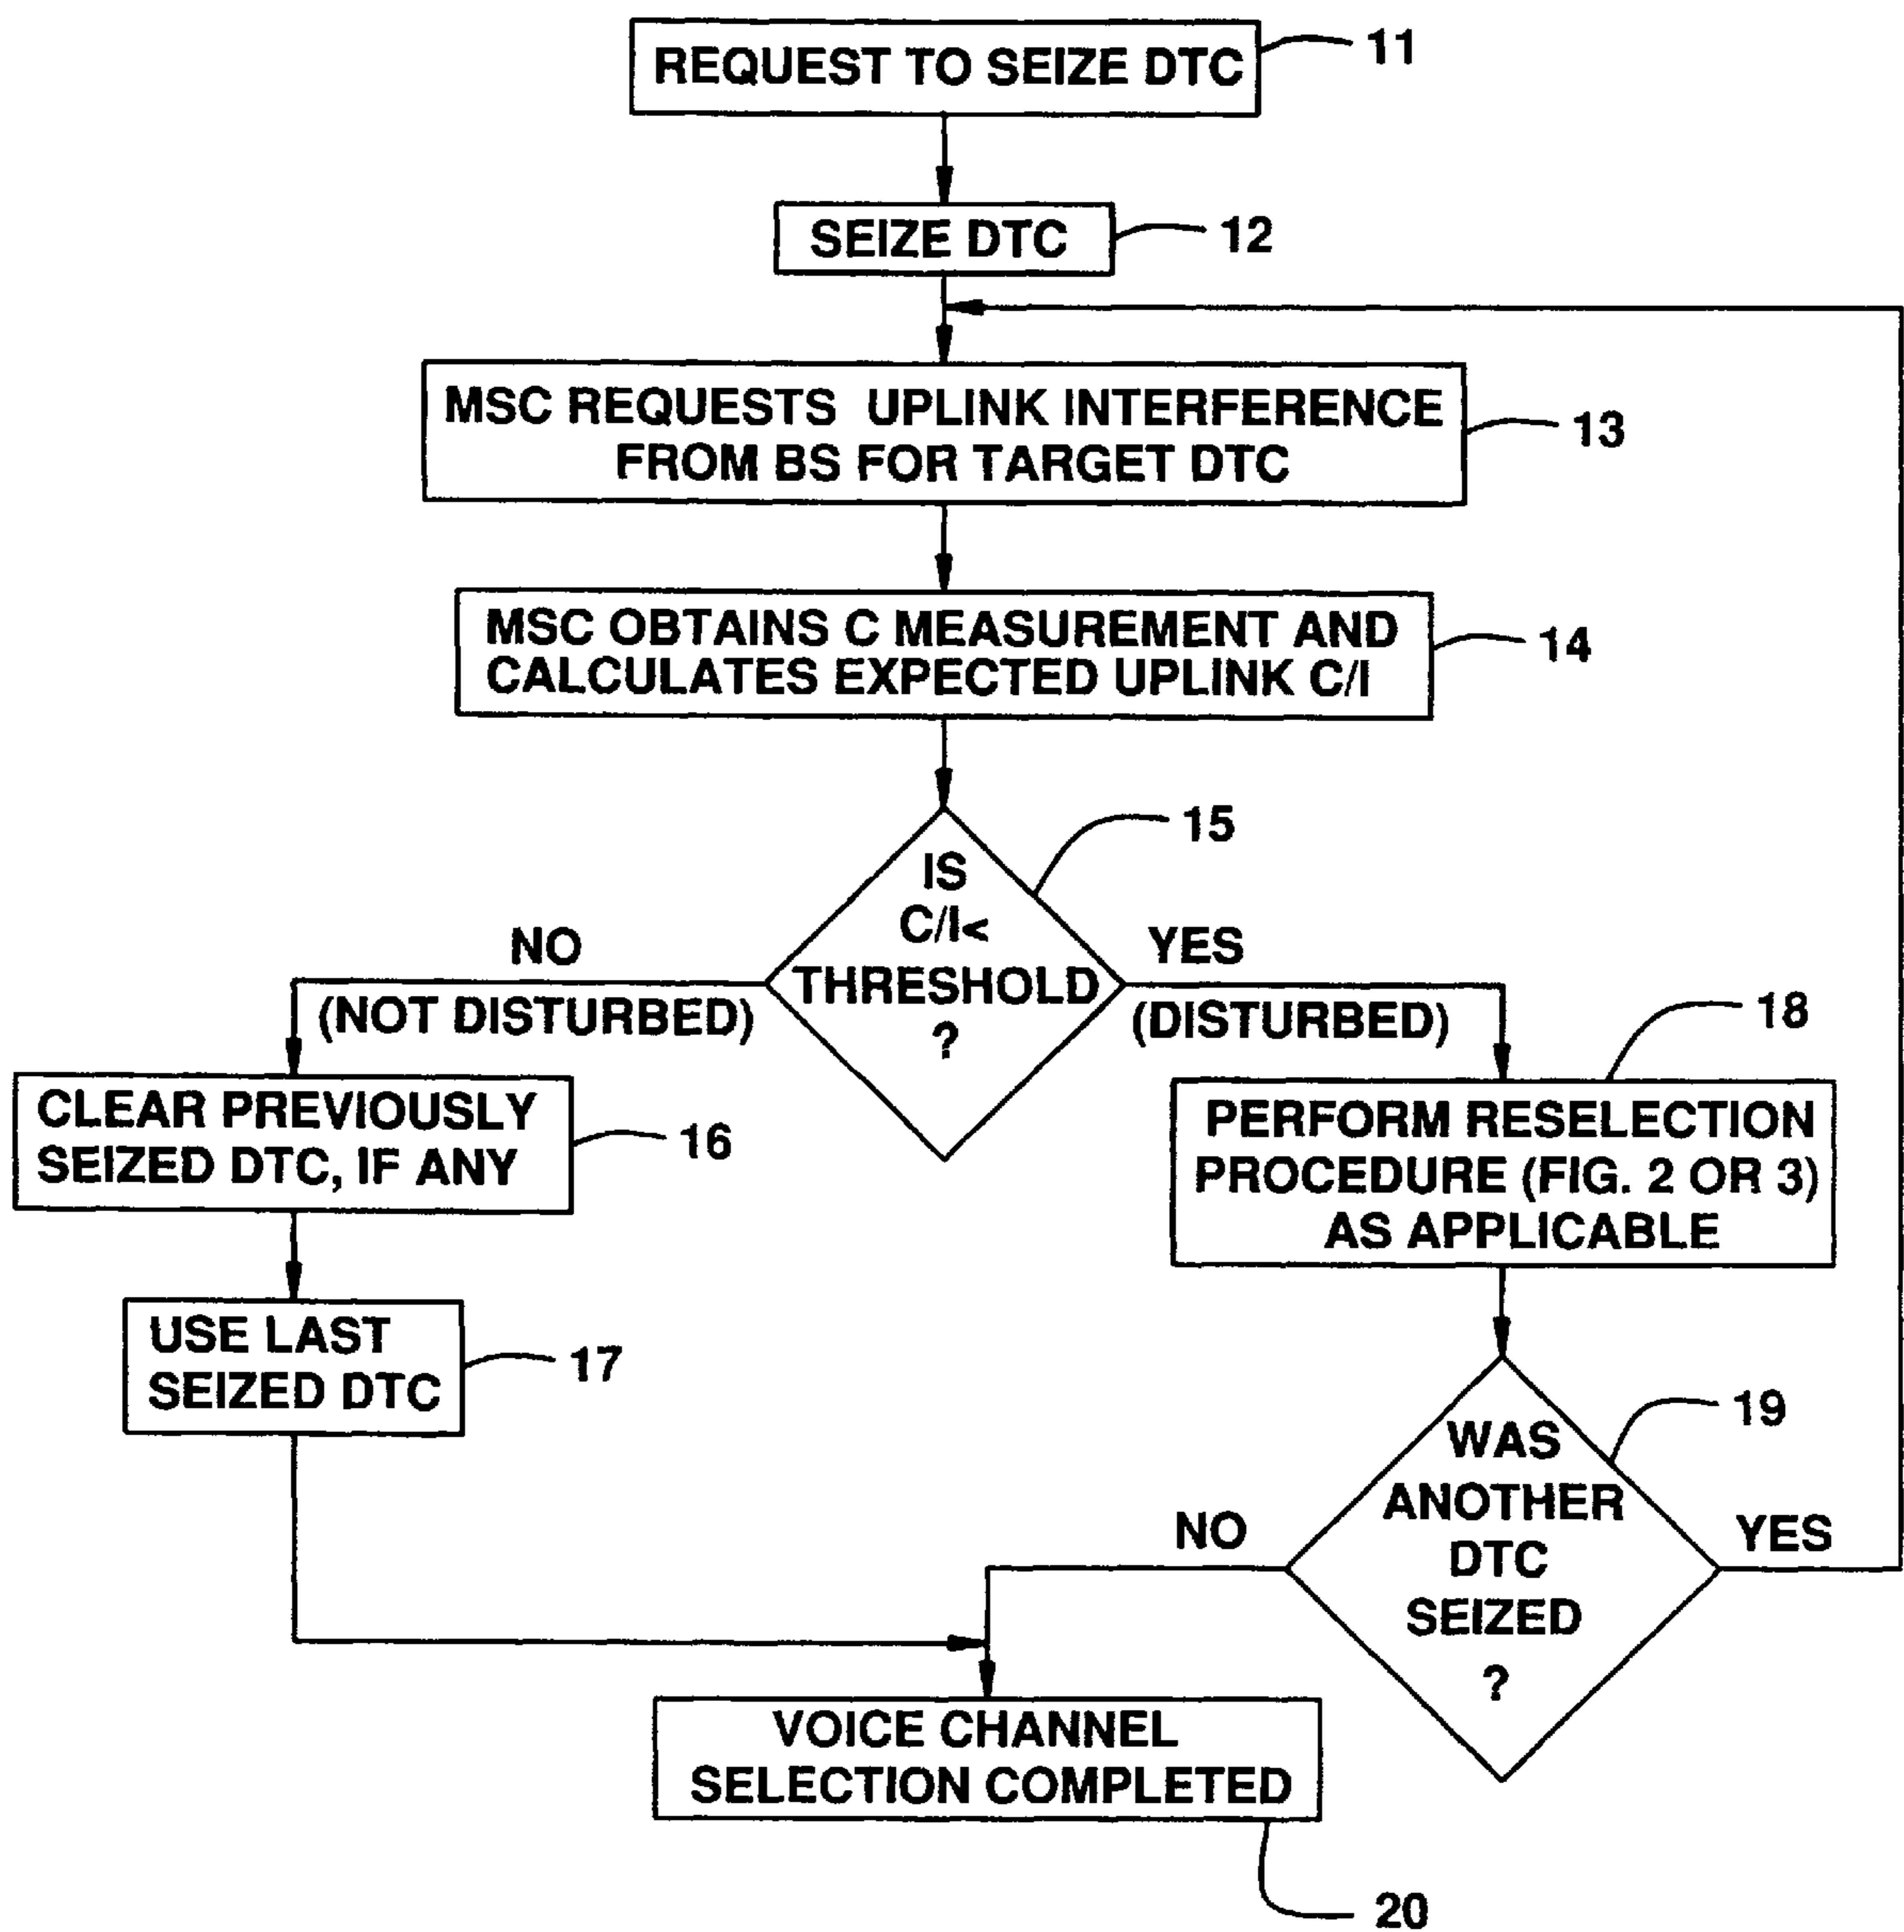 REQUEST TO SEIZE DTC
11
SEIZE DTC
12
MSC REQUESTS UPLINK INTERFERENCE
FROM BS FOR TARGET DTC
13
MSC OBTAINS C MEASUREMENT AND
CALCULATES EXPECTED UPLINK C/I
14
15
IS
C/I<
THRESHOLD
?
NO
(NOT DISTURBED)
YES
(DISTURBED)
CLEAR PREVIOUSLY
SEIZED DTC, IF ANY
16
USE LAST
SEIZED DTC
17
18
PERFORM RESELECTION
PROCEDURE (FIG. 2 OR 3)
AS APPLICABLE
19
WAS
ANOTHER
DTC
SEIZED
?
NO
YES
VOICE CHANNEL
SELECTION COMPLETED
20